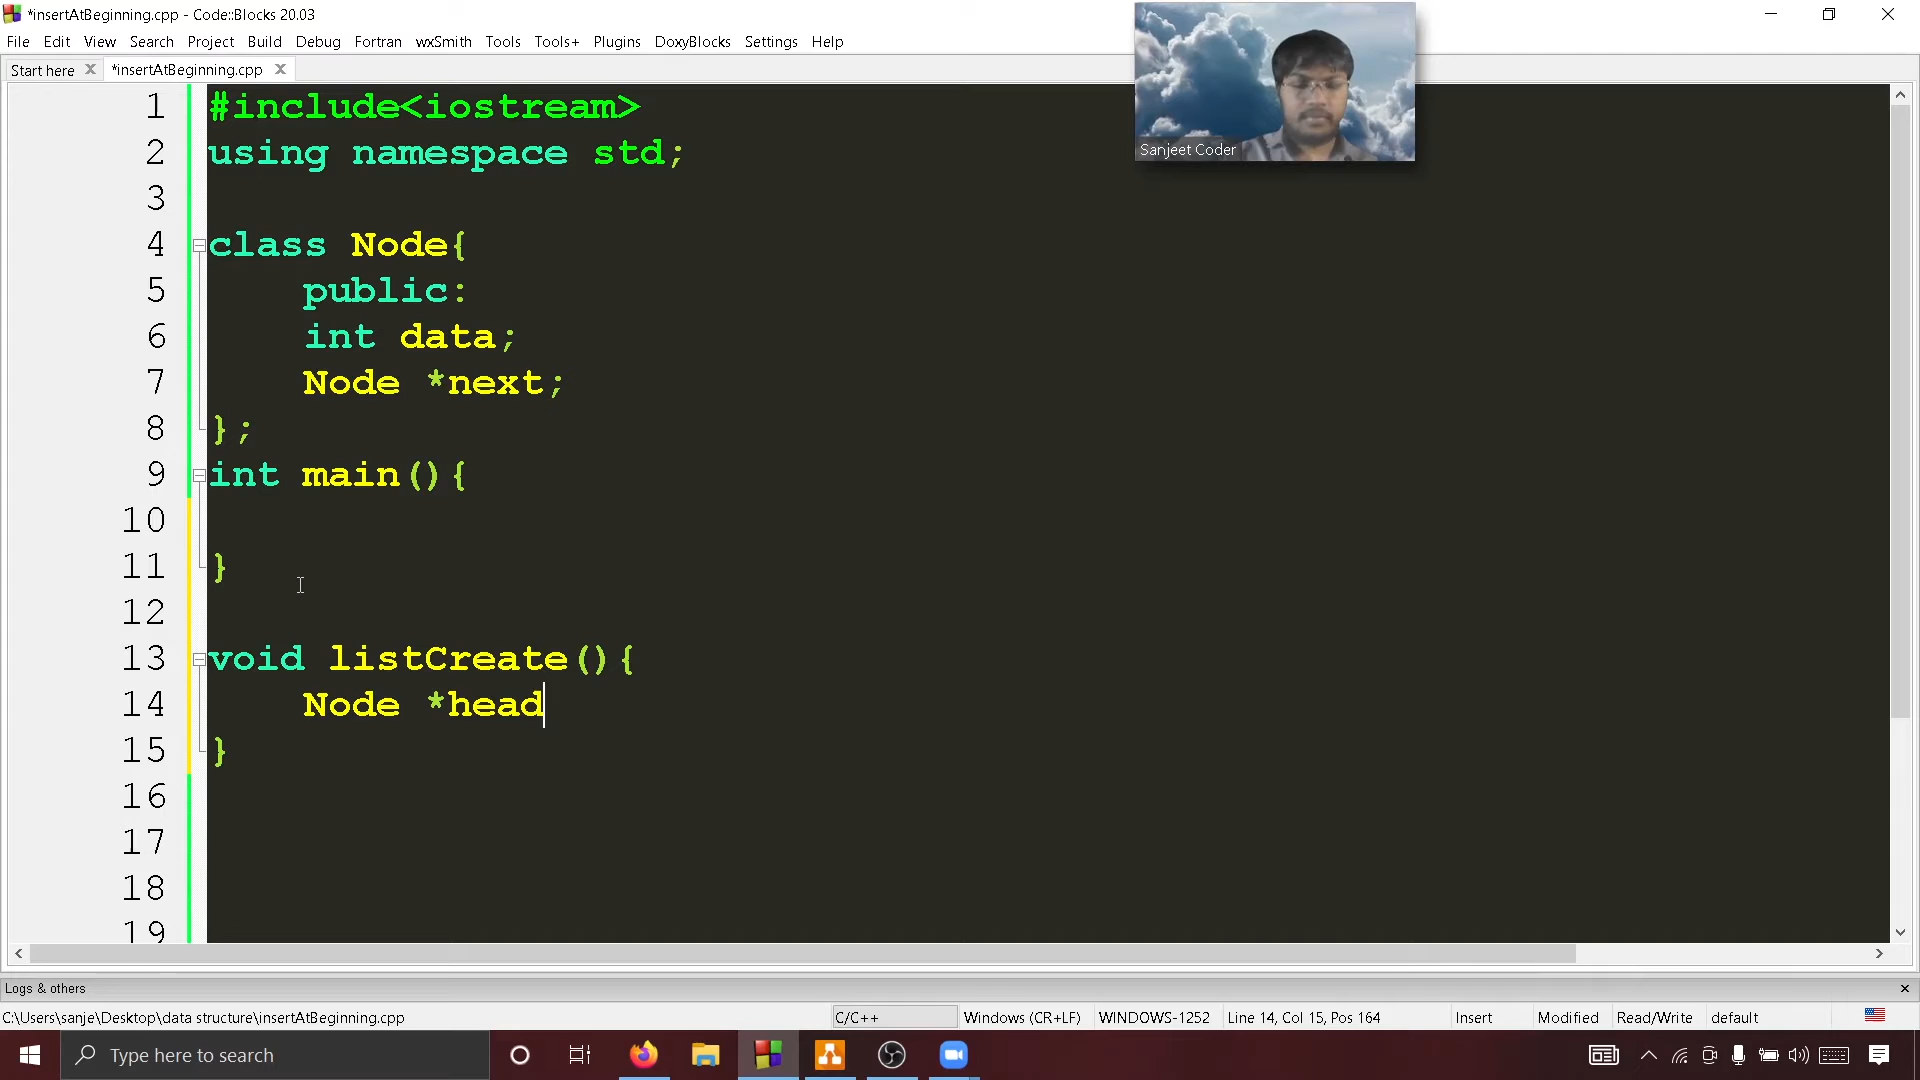 *insertAtBeginning.cpp - Code::Blocks 20.03
File Edit View Search Project Build Debug Fortran wxSmith Tools Tools+ Plugins DoxyBlocks Settings Help
Start here *insertAtBeginning.cpp
Sanjeet Coder
1 #include<iostream>
2 using namespace std;
3
4 class Node{
5 public:
6 int data;
7 Node *next;
8 };
9 int main(){
10
11 }
12
13 void listCreate(){
14 Node *head
15 }
16
17
18
19
Logs & others
C:\Users\sanje\Desktop\data structure\insertAtBeginning.cpp C/C++ Windows (CR+LF) WINDOWS-1252 Line 14, Col 15, Pos 164 Insert Modified Read/Write default
Type here to search